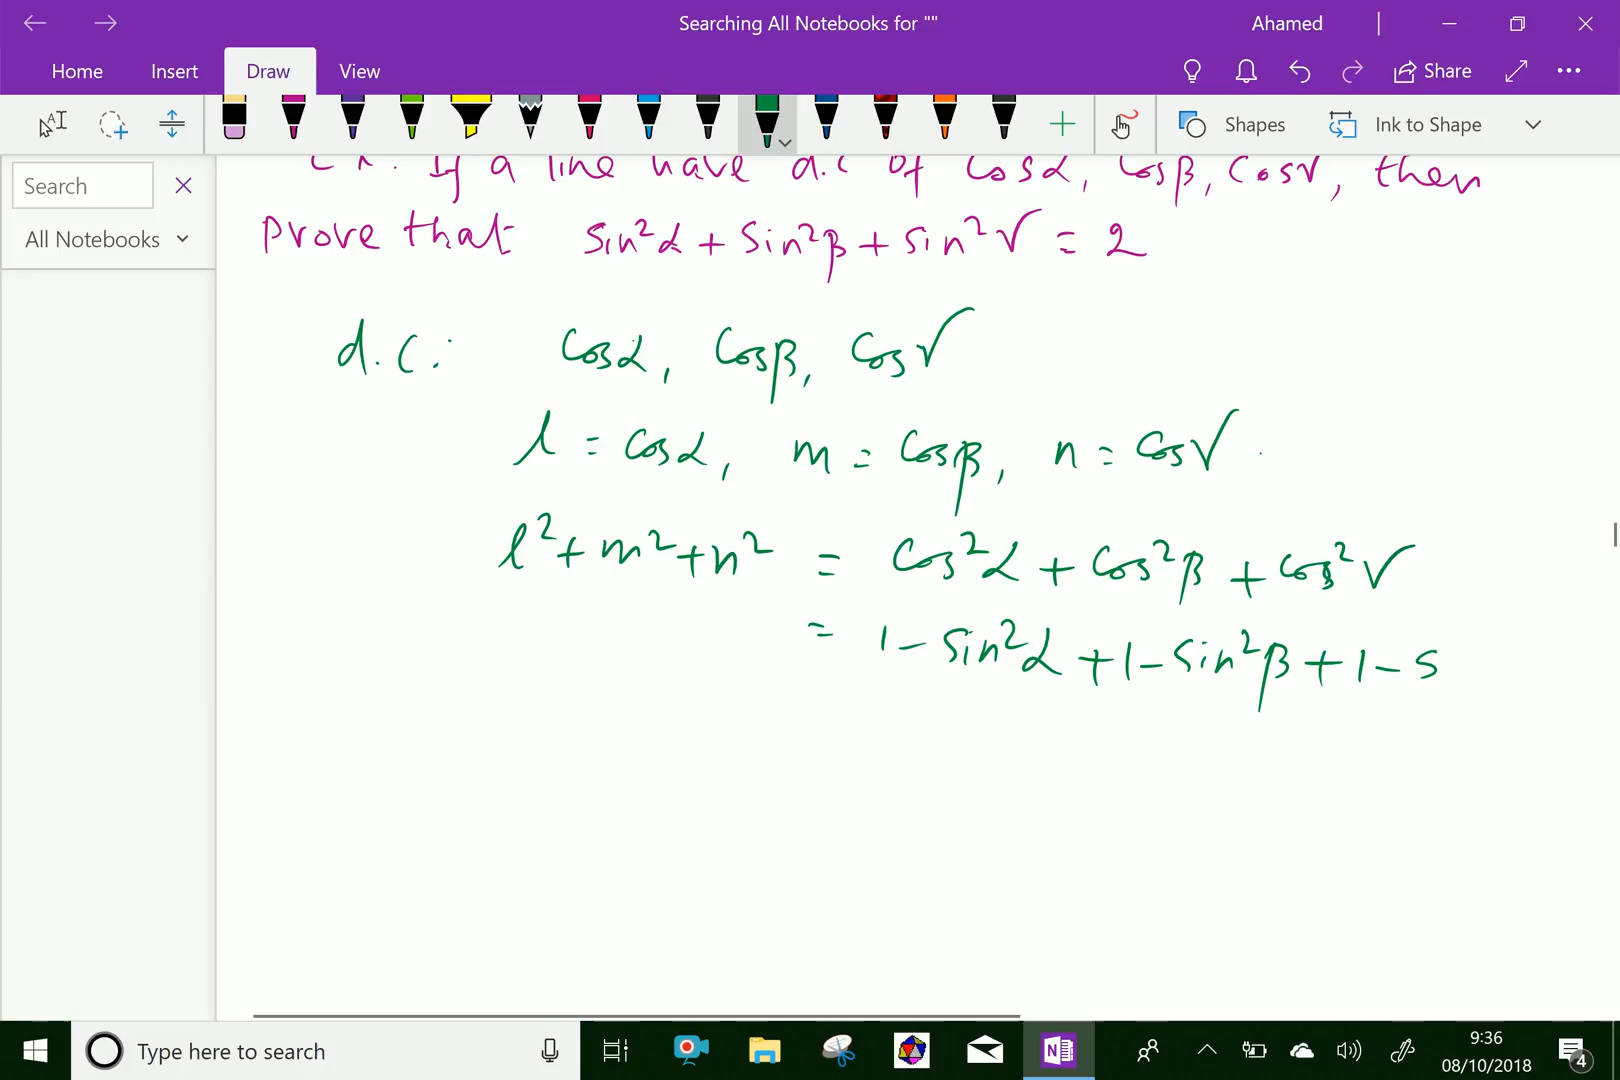 Searching All Notebooks for ""
Ahamed
Home Insert Draw View
Share
Shapes
Ink to Shape
Search
All Notebooks
Ex. If a line have d.c of cosα, cosβ, cosγ, then
prove that sin²α + sin²β + sin²γ = 2
d.c: cosα, cosβ, cosγ
l = cosα, m = cosβ, n = cosγ
l² + m² + n² = cos²α + cos²β + cos²γ
= 1 - sin²α + 1 - sin²β + 1 - s
Type here to search
9:36
08/10/2018
4